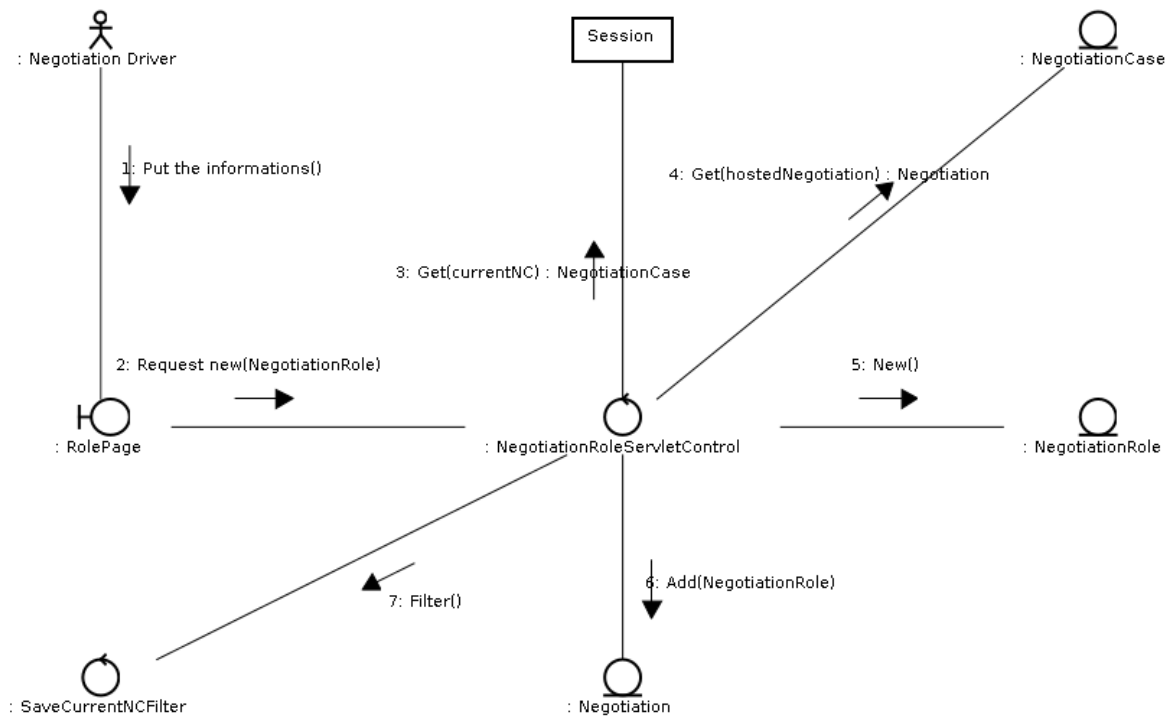 Session
: Negotiation Driver
: NegotiationCase
1: Put the informations()
4: Get(hostedNegotiation) : Negotiation
3: Get(currentNC) : NegotiationCase
2: Request new(NegotiationRole)
5: New()
: RolePage
: NegotiationRoleServletControl
: NegotiationRole
6: Add(NegotiationRole)
7: Filter()
: SaveCurrentNCFilter
: Negotiation